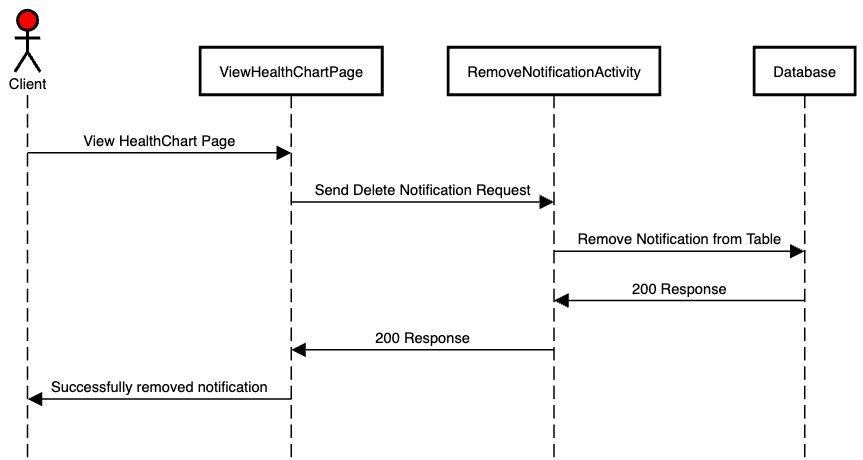 Client
ViewHealthChartPage
RemoveNotificationActivity
Database
View HealthChart Page
Send Delete Notification Request
Remove Notification from Table
200 Response
200 Response
Successfully removed notification